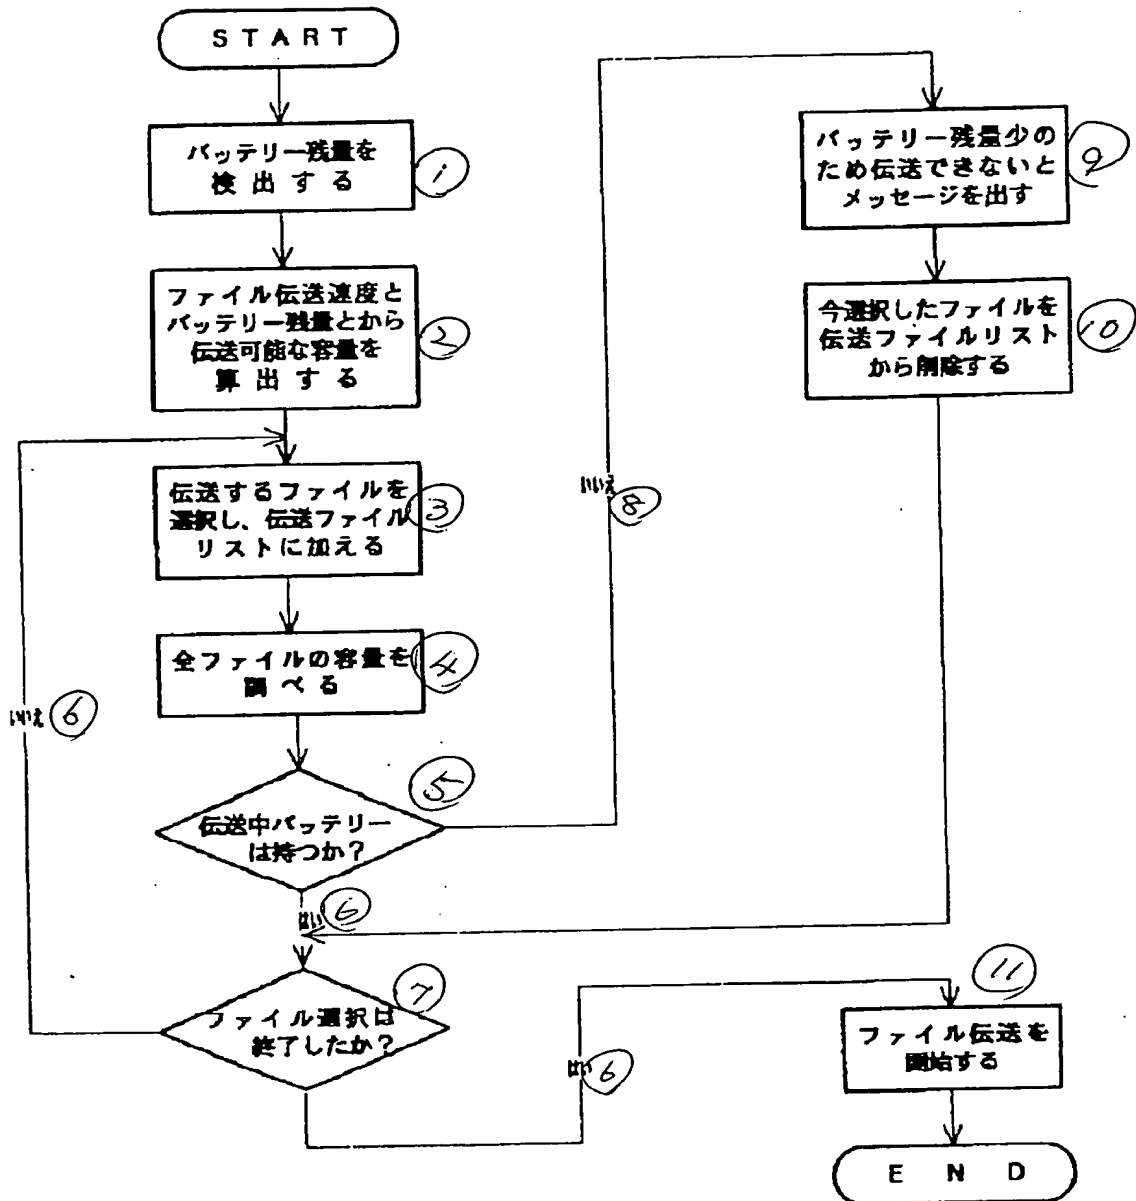 START
バッテリー残量を
検出する
①
ファイル伝送速度と
バッテリー残量とから
伝送可能な容量を
算出する
②
伝送するファイルを
選択し、伝送ファイル
リストに加える
③
全ファイルの容量を
調べる
④
伝送中バッテリー
は持つか?
⑤
はい ⑥
いいえ ⑧
ファイル選択は
終了したか?
⑦
いいえ ⑥
はい ⑥
バッテリー残量少の
ため伝送できないと
メッセージを出す
⑨
今選択したファイルを
伝送ファイルリスト
から削除する
⑩
⑪
ファイル伝送を
開始する
END